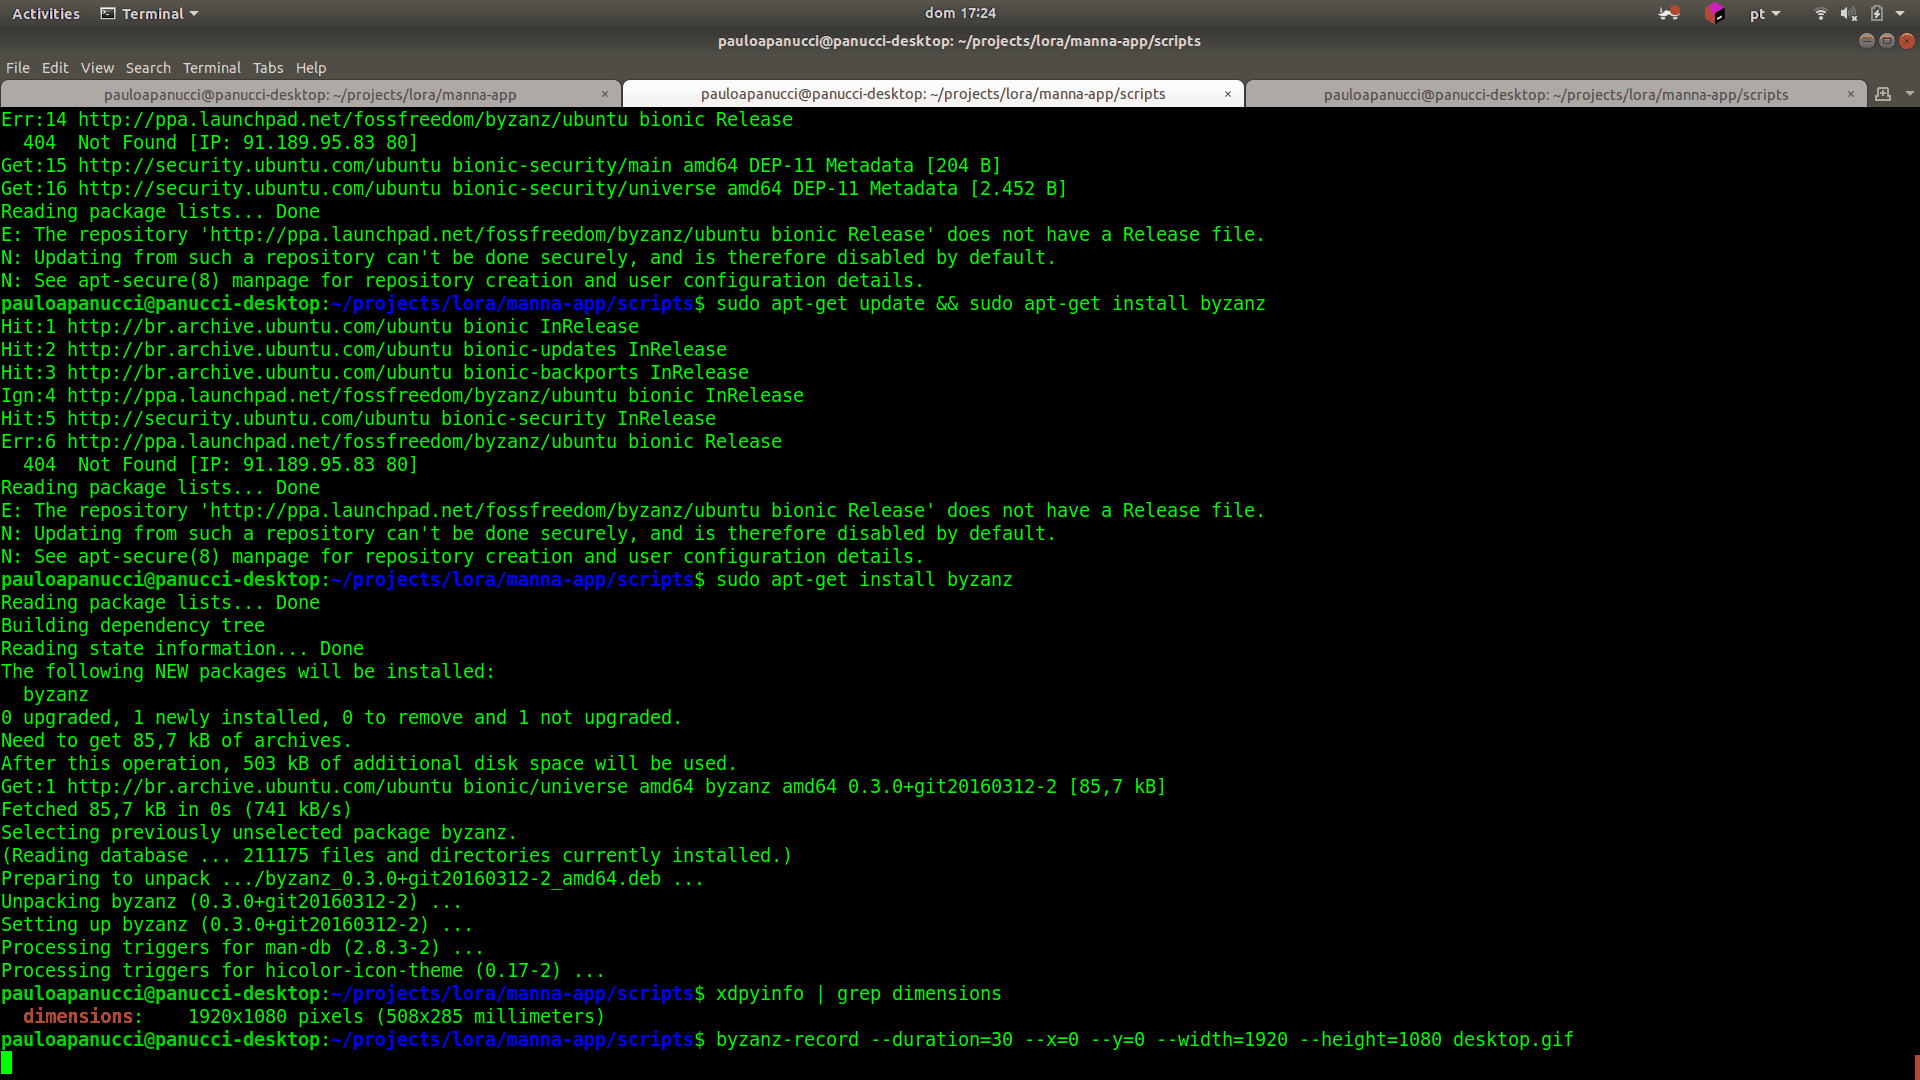 Activities Terminal dom 17:24 pt
pauloapanucci@panucci-desktop: ~/projects/lora/manna-app/scripts
File Edit View Search Terminal Tabs Help
pauloapanucci@panucci-desktop: ~/projects/lora/manna-app × pauloapanucci@panucci-desktop: ~/projects/lora/manna-app/scripts × pauloapanucci@panucci-desktop: ~/projects/lora/manna-app/scripts ×
Err:14 http://ppa.launchpad.net/fossfreedom/byzanz/ubuntu bionic Release
  404  Not Found [IP: 91.189.95.83 80]
Get:15 http://security.ubuntu.com/ubuntu bionic-security/main amd64 DEP-11 Metadata [204 B]
Get:16 http://security.ubuntu.com/ubuntu bionic-security/universe amd64 DEP-11 Metadata [2.452 B]
Reading package lists... Done
E: The repository 'http://ppa.launchpad.net/fossfreedom/byzanz/ubuntu bionic Release' does not have a Release file.
N: Updating from such a repository can't be done securely, and is therefore disabled by default.
N: See apt-secure(8) manpage for repository creation and user configuration details.
pauloapanucci@panucci-desktop:~/projects/lora/manna-app/scripts$ sudo apt-get update && sudo apt-get install byzanz
Hit:1 http://br.archive.ubuntu.com/ubuntu bionic InRelease
Hit:2 http://br.archive.ubuntu.com/ubuntu bionic-updates InRelease
Hit:3 http://br.archive.ubuntu.com/ubuntu bionic-backports InRelease
Ign:4 http://ppa.launchpad.net/fossfreedom/byzanz/ubuntu bionic InRelease
Hit:5 http://security.ubuntu.com/ubuntu bionic-security InRelease
Err:6 http://ppa.launchpad.net/fossfreedom/byzanz/ubuntu bionic Release
  404  Not Found [IP: 91.189.95.83 80]
Reading package lists... Done
E: The repository 'http://ppa.launchpad.net/fossfreedom/byzanz/ubuntu bionic Release' does not have a Release file.
N: Updating from such a repository can't be done securely, and is therefore disabled by default.
N: See apt-secure(8) manpage for repository creation and user configuration details.
pauloapanucci@panucci-desktop:~/projects/lora/manna-app/scripts$ sudo apt-get install byzanz
Reading package lists... Done
Building dependency tree
Reading state information... Done
The following NEW packages will be installed:
  byzanz
0 upgraded, 1 newly installed, 0 to remove and 1 not upgraded.
Need to get 85,7 kB of archives.
After this operation, 503 kB of additional disk space will be used.
Get:1 http://br.archive.ubuntu.com/ubuntu bionic/universe amd64 byzanz amd64 0.3.0+git20160312-2 [85,7 kB]
Fetched 85,7 kB in 0s (741 kB/s)
Selecting previously unselected package byzanz.
(Reading database ... 211175 files and directories currently installed.)
Preparing to unpack .../byzanz_0.3.0+git20160312-2_amd64.deb ...
Unpacking byzanz (0.3.0+git20160312-2) ...
Setting up byzanz (0.3.0+git20160312-2) ...
Processing triggers for man-db (2.8.3-2) ...
Processing triggers for hicolor-icon-theme (0.17-2) ...
pauloapanucci@panucci-desktop:~/projects/lora/manna-app/scripts$ xdpyinfo | grep dimensions
  dimensions:    1920x1080 pixels (508x285 millimeters)
pauloapanucci@panucci-desktop:~/projects/lora/manna-app/scripts$ byzanz-record --duration=30 --x=0 --y=0 --width=1920 --height=1080 desktop.gif